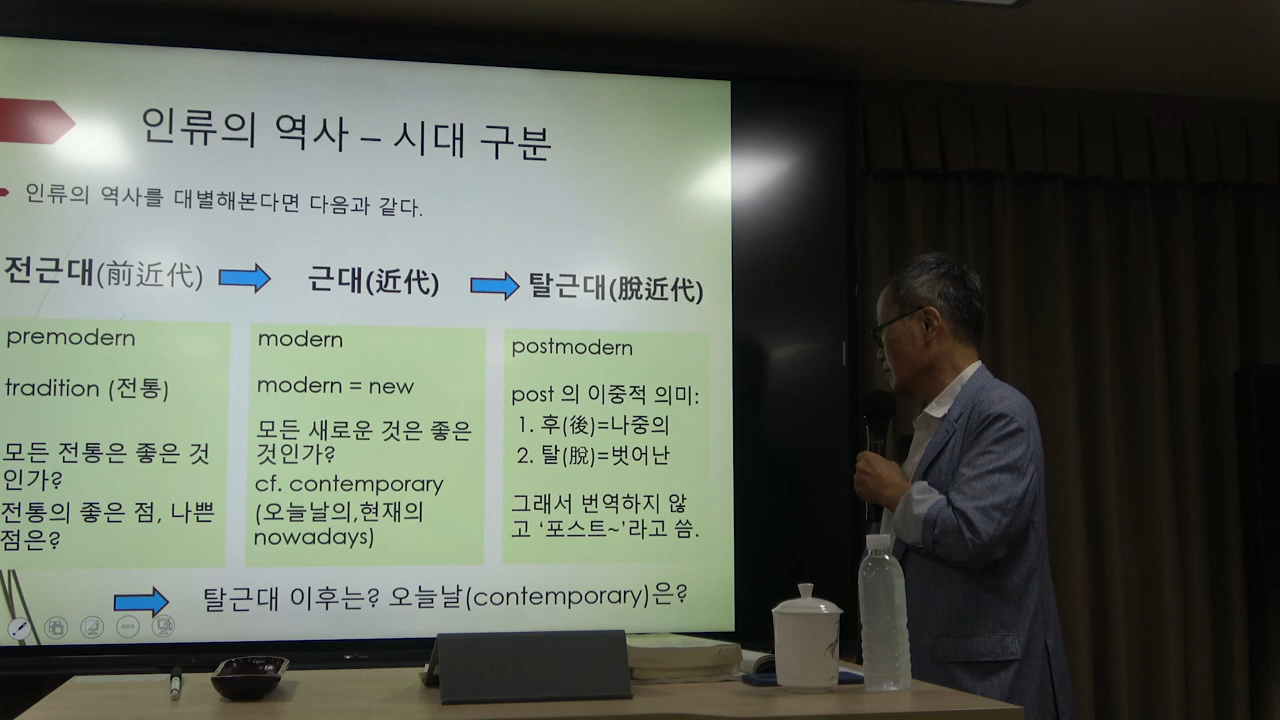 인류의 역사 – 시대 구분
인류의 역사를 대별해본다면 다음과 같다.
전근대(前近代)
근대(近代)
탈근대(脫近代)
premodern
tradition (전통)
모든 전통은 좋은 것
인가?
전통의 좋은 점, 나쁜
점은?
modern
modern = new
모든 새로운 것은 좋은
것인가?
cf. contemporary
(오늘날의,현재의
nowadays)
postmodern
post 의 이중적 의미:
1. 후(後)=나중의
2. 탈(脫)=벗어난
그래서 번역하지 않
고 ‘포스트~’라고 씀.
탈근대 이후는? 오늘날(contemporary)은?